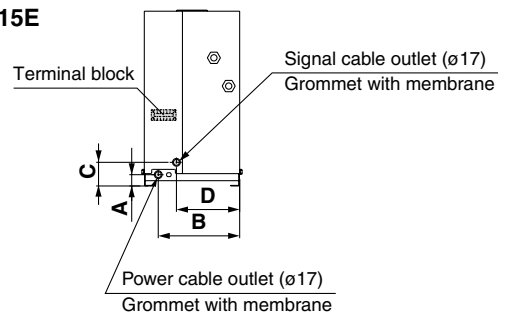 15E
Signal cable outlet (ø17)
Grommet with membrane
Terminal block
C
A
D
B
Power cable outlet (ø17)
Grommet with membrane